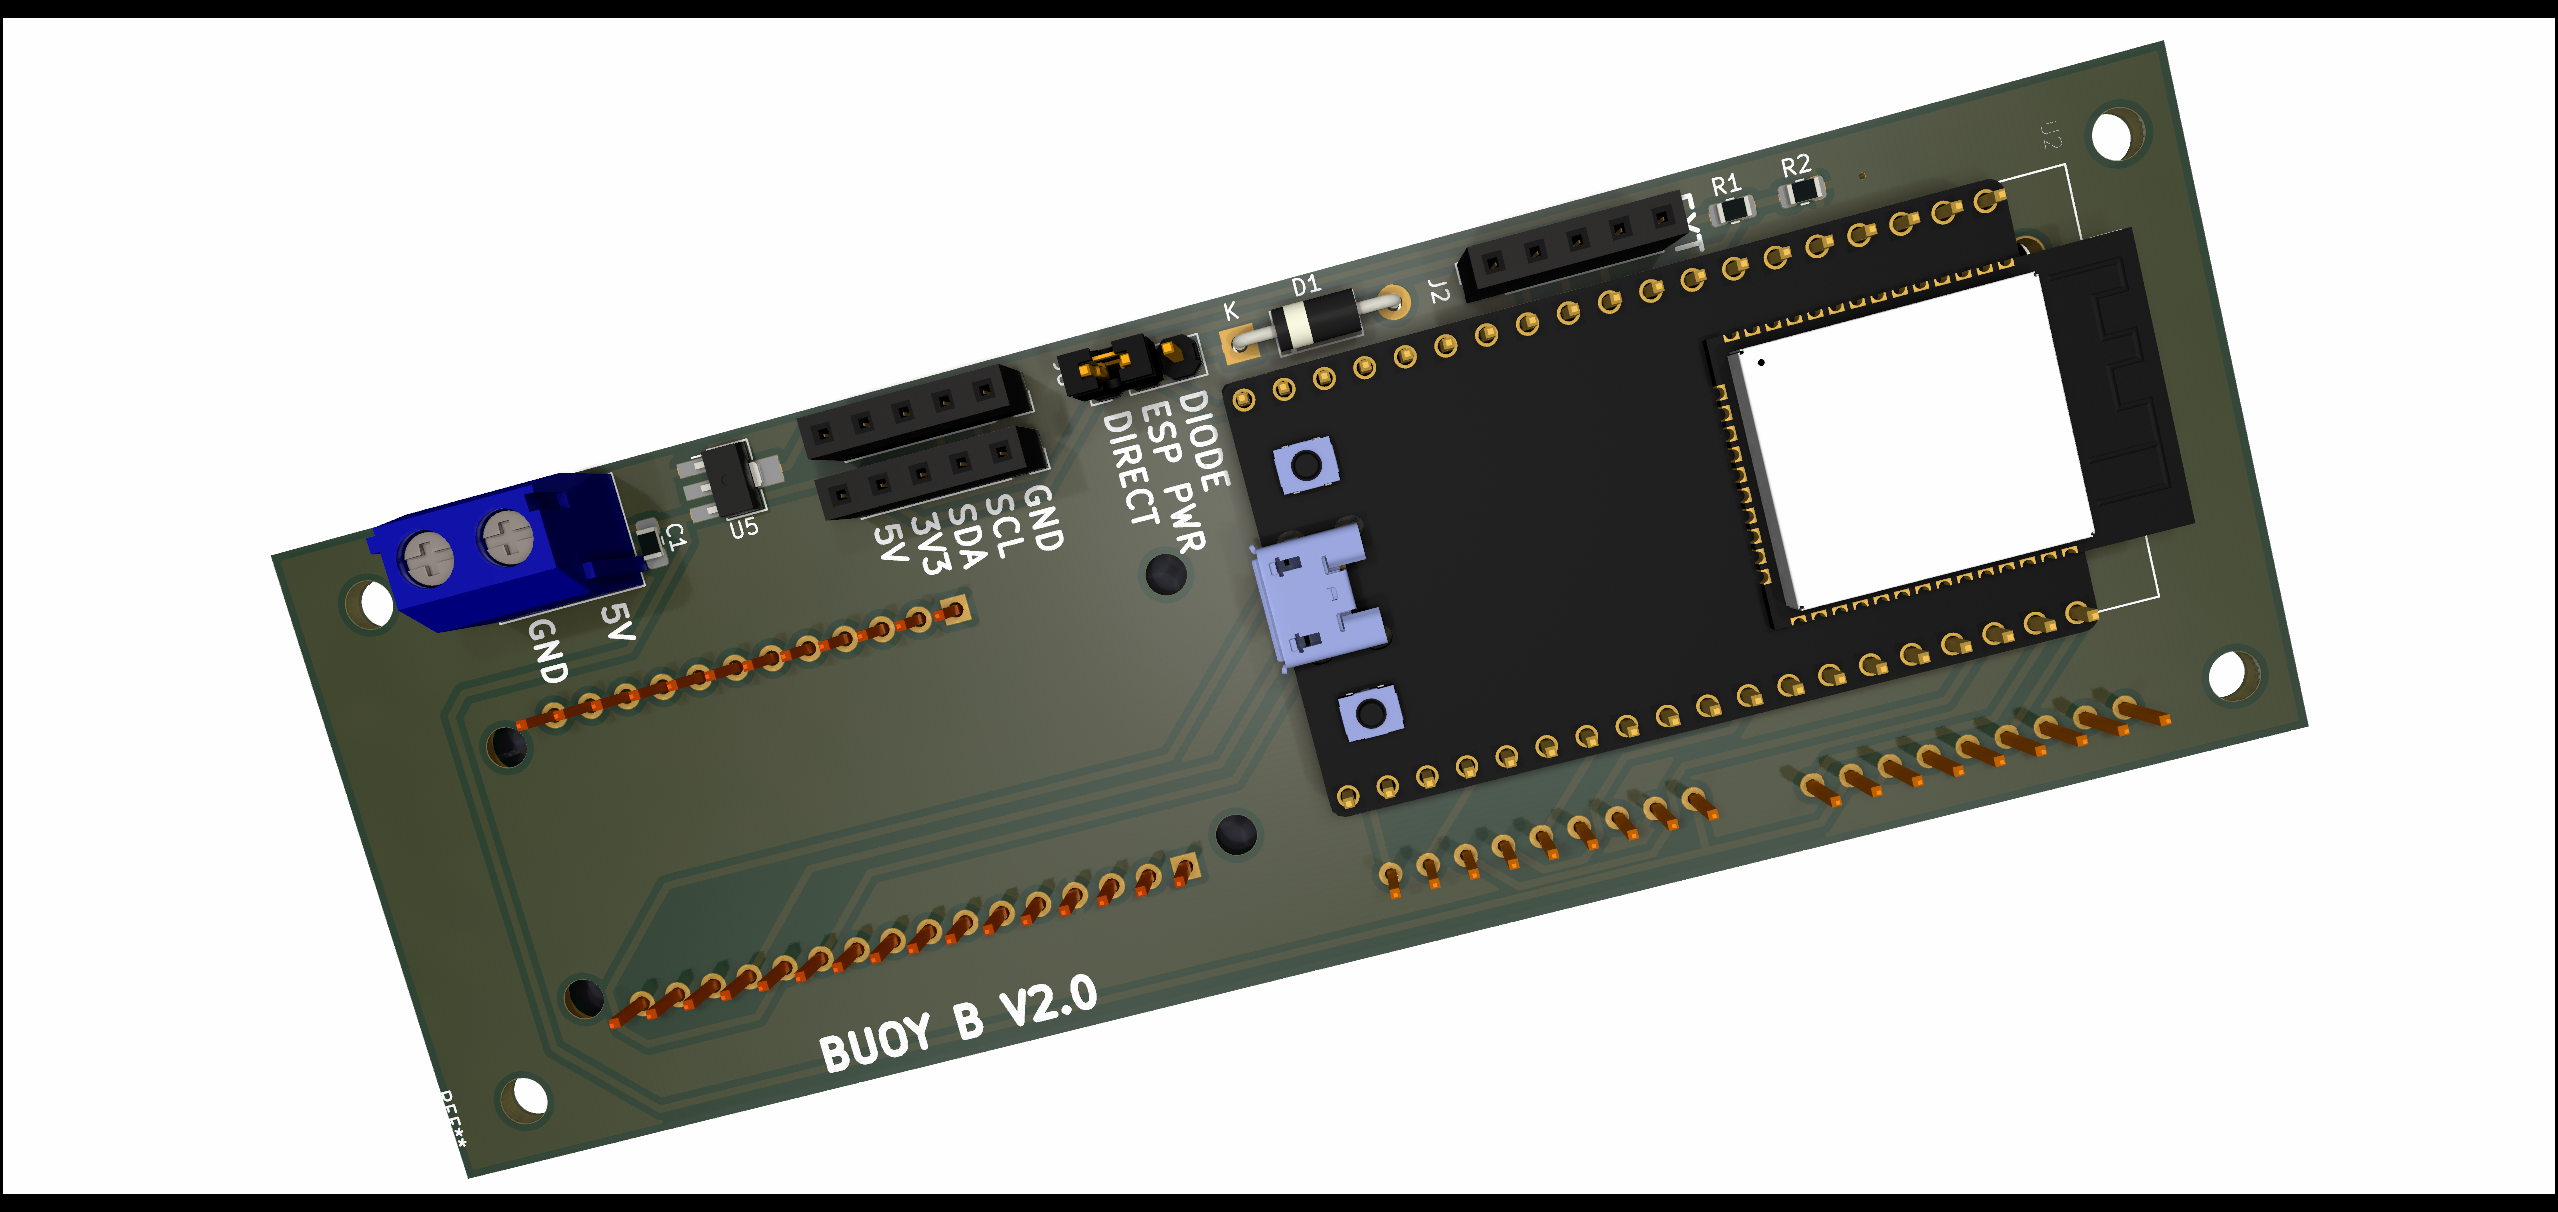 U2
R2
R1
J2
D1
K
DIODE
ESP PWR
DIRECT
GND
SCL
SDA
3V3
5V
U5
C1
5V
GND
BUOY B V2.0